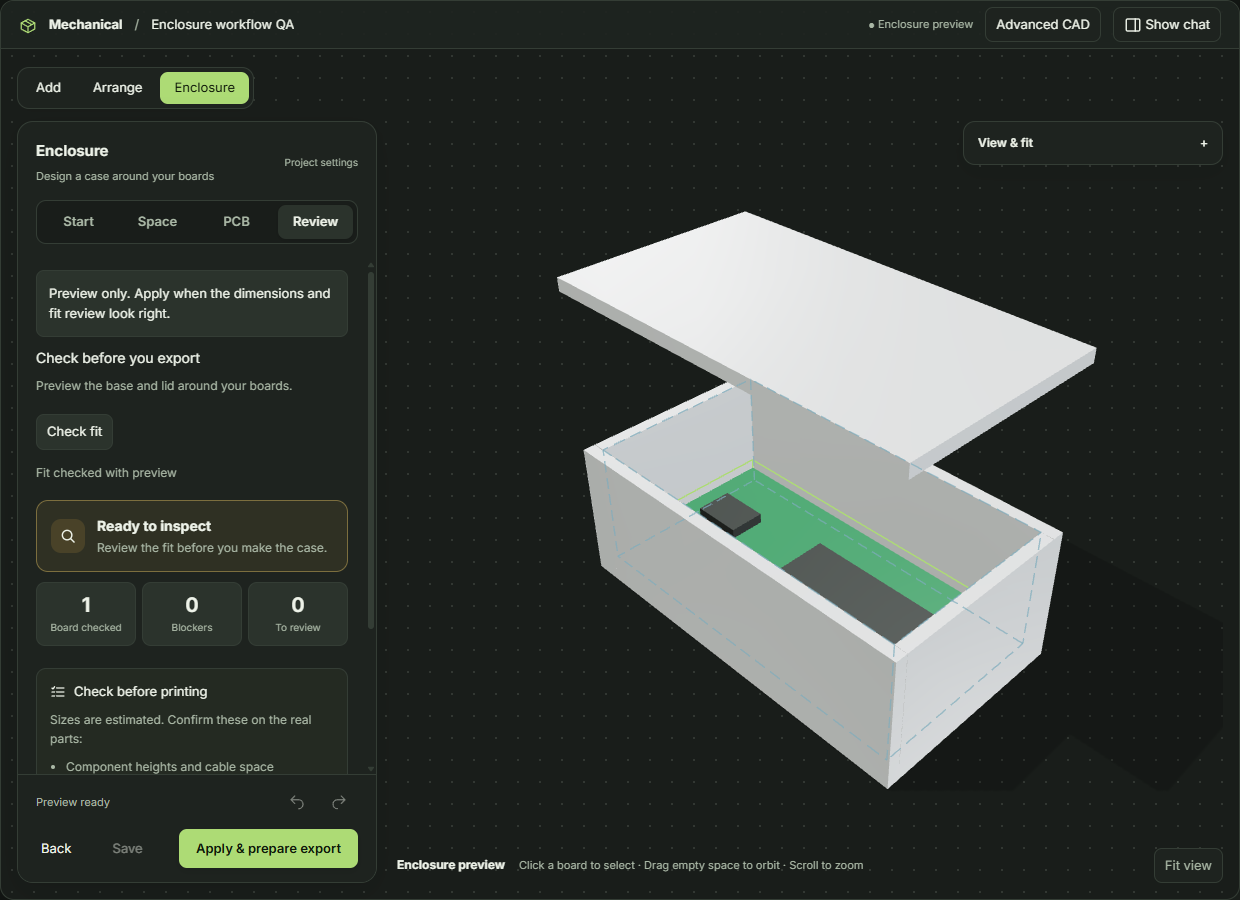 Mechanical / Enclosure workflow QA
● Enclosure preview
Advanced CAD
Show chat
Add
Arrange
Enclosure
Enclosure
Design a case around your boards
Project settings
Start
Space
PCB
Review
Preview only. Apply when the dimensions and
fit review look right.
Check before you export
Preview the base and lid around your boards.
Check fit
Fit checked with preview
Ready to inspect
Review the fit before you make the case.
1
Board checked
0
Blockers
0
To review
Check before printing
Sizes are estimated. Confirm these on the real
parts:
• Component heights and cable space
Preview ready
Back
Save
Apply & prepare export
View & fit
+
Enclosure preview
Click a board to select · Drag empty space to orbit · Scroll to zoom
Fit view